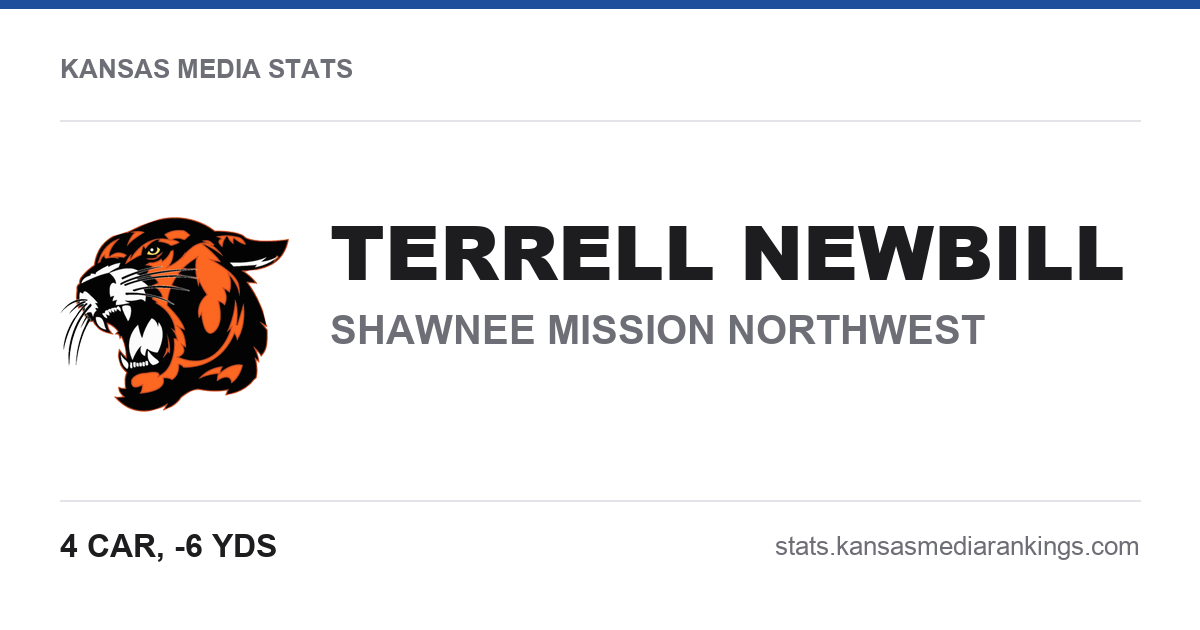 KANSAS MEDIA STATS
TERRELL NEWBILL
SHAWNEE MISSION NORTHWEST
4 CAR, -6 YDS
stats.kansasmediarankings.com